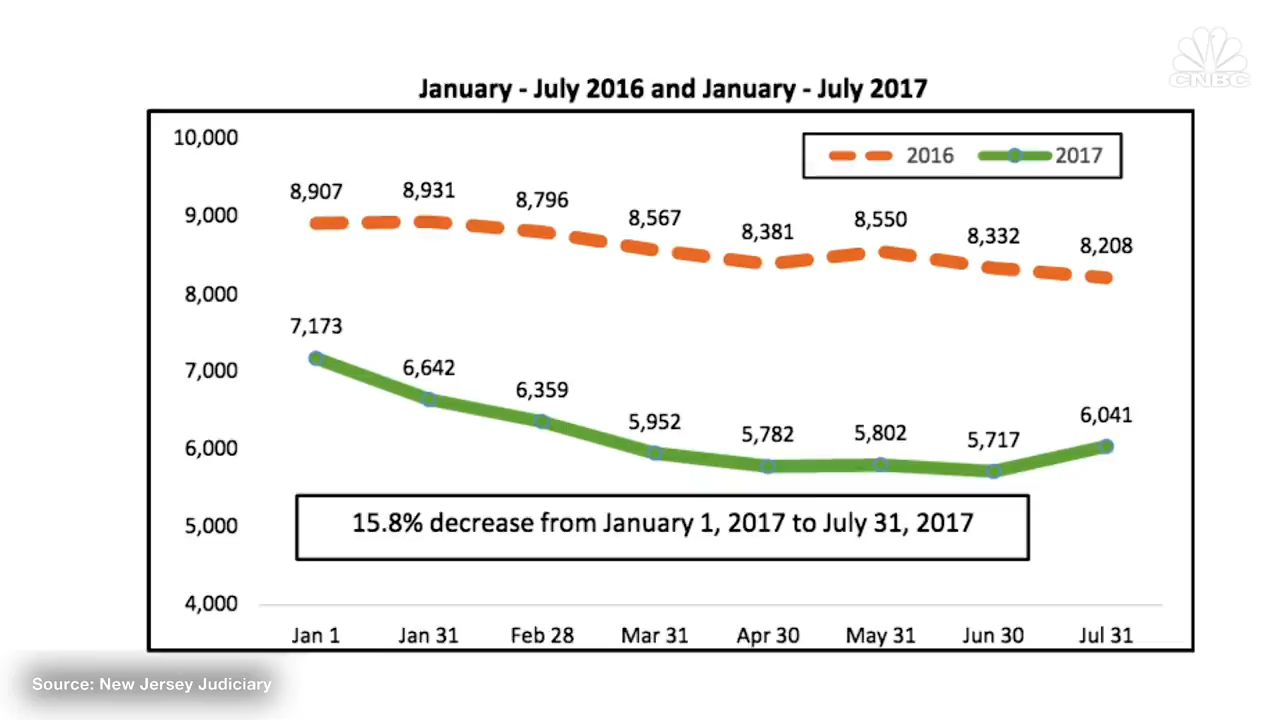 CNBC
January - July 2016 and January - July 2017
10,000
2016 2017
8,907 8,931 8,796 8,567 8,381 8,550 8,332 8,208
9,000
8,000
7,173 6,642 6,359 5,952 5,782 5,802 5,717 6,041
7,000
6,000
15.8% decrease from January 1, 2017 to July 31, 2017
5,000
4,000
Jan 1 Jan 31 Feb 28 Mar 31 Apr 30 May 31 Jun 30 Jul 31
Source: New Jersey Judiciary